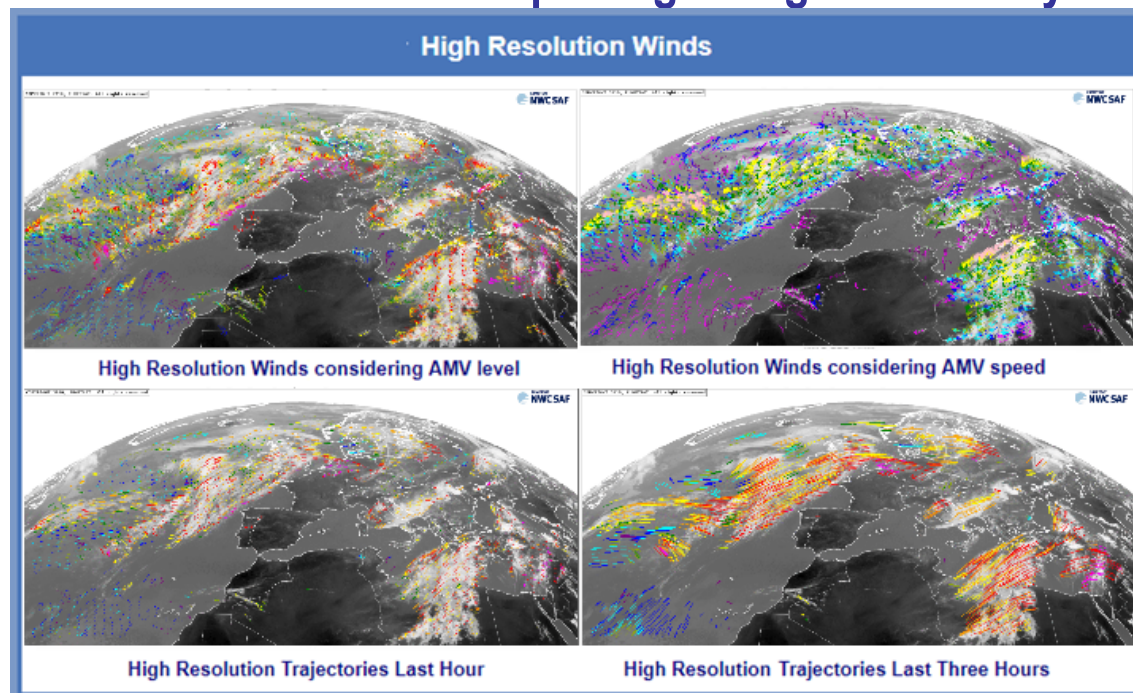 High Resolution Winds
NWCSAF
NWCSAF
High Resolution Winds considering AMV level
High Resolution Winds considering AMV speed
NWCSAF
NWCSAF
High Resolution Trajectories Last Hour
High Resolution Trajectories Last Three Hours